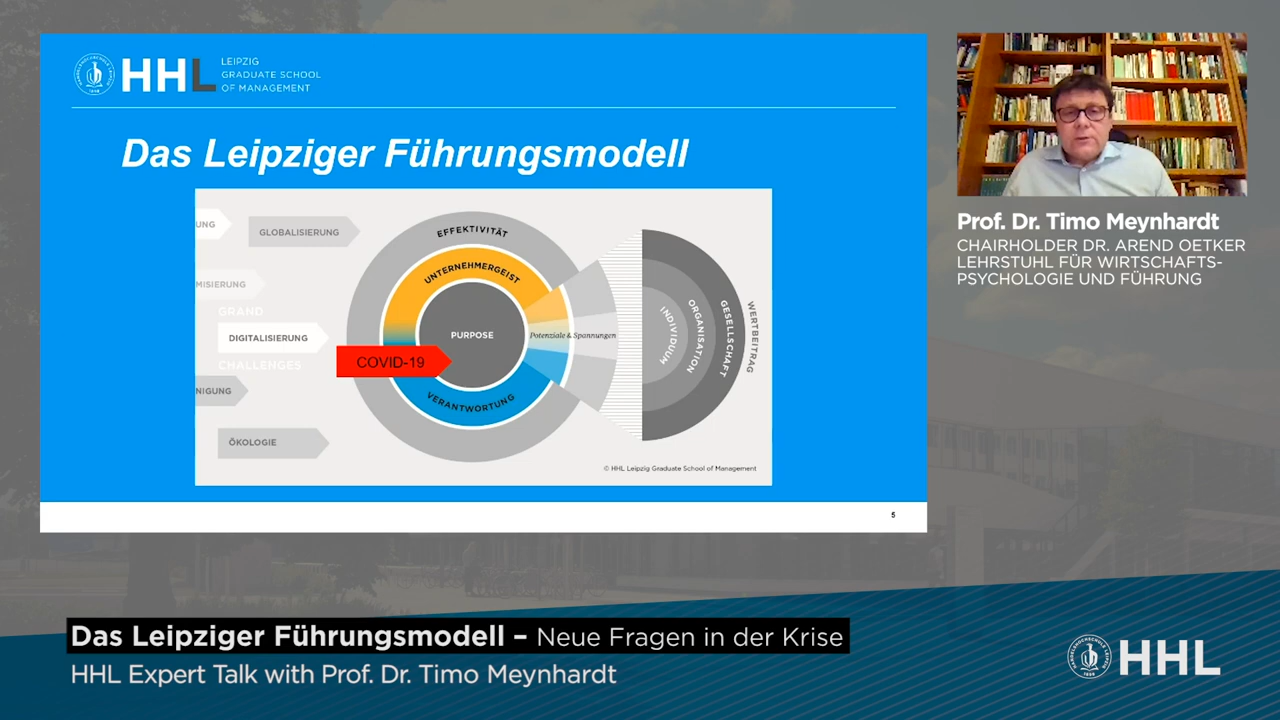 HHL
LEIPZIG
GRADUATE SCHOOL
OF MANAGEMENT
Das Leipziger Führungsmodell
UNG
GLOBALISIERUNG
MISIERUNG
GRAND
DIGITALISIERUNG
CHALLENGES
NIGUNG
ÖKOLOGIE
COVID-19
EFFEKTIVITÄT
UNTERNEHMERGEIST
PURPOSE
VERANTWORTUNG
Potenziale & Spannungen
INDIVIDUUM
ORGANISATION
GESELLSCHAFT
WERTBEITRAG
© HHL Leipzig Graduate School of Management
5
Prof. Dr. Timo Meynhardt
CHAIRHOLDER DR. AREND OETKER
LEHRSTUHL FÜR WIRTSCHAFTS-
PSYCHOLOGIE UND FÜHRUNG
Das Leipziger Führungsmodell – Neue Fragen in der Krise
HHL Expert Talk with Prof. Dr. Timo Meynhardt
HHL